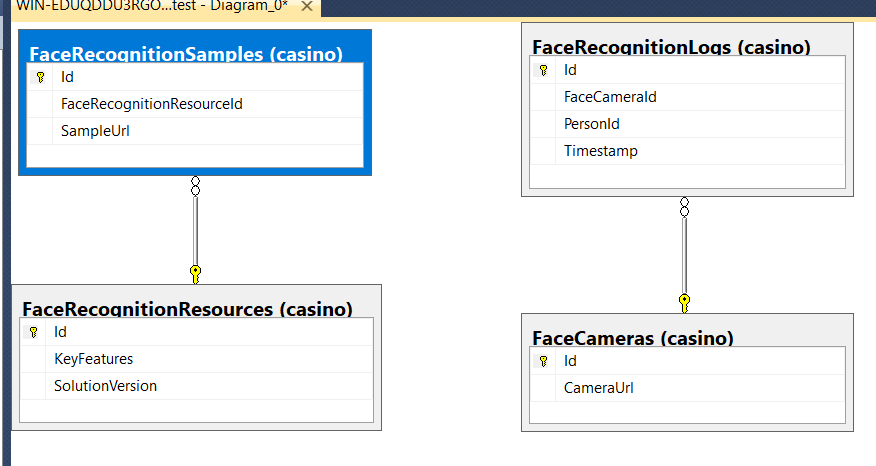 WIN-EDUQDDU3RGO...test - Diagram_0*
FaceRecognitionSamples (casino)
Id
FaceRecognitionResourceId
SampleUrl
FaceRecognitionLogs (casino)
Id
FaceCameraId
PersonId
Timestamp
FaceRecognitionResources (casino)
Id
KeyFeatures
SolutionVersion
FaceCameras (casino)
Id
CameraUrl